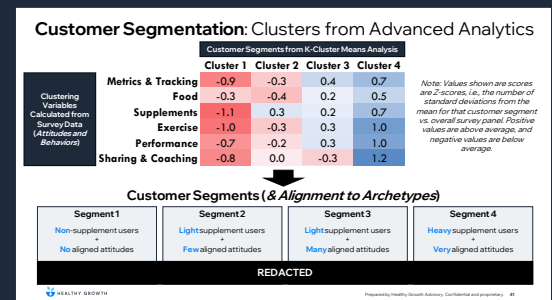 Customer Segmentation: Clusters from Advanced Analytics
Customer Segments from K-Cluster Means Analysis
Cluster 1 Cluster 2 Cluster 3 Cluster 4
Metrics & Tracking -0.9 -0.3 0.4 0.7
Food -0.3 -0.4 0.2 0.5
Supplements -1.1 0.3 0.2 0.7
Exercise -1.0 -0.3 0.3 1.0
Performance -0.7 -0.2 0.3 1.0
Sharing & Coaching -0.8 0.0 -0.3 1.2
Clustering
Variables
Calculated from
Survey Data
(Attitudes and
Behaviors)
Note: Values shown are scores
are Z-scores, i.e., the number of
standard deviations from the
mean for that customer segment
vs. overall survey panel. Positive
values are above average, and
negative values are below
average.
Customer Segments (& Alignment to Archetypes)
Segment 1
Non-supplement users
+
No aligned attitudes
Segment 2
Light supplement users
+
Few aligned attitudes
Segment 3
Light supplement users
+
Many aligned attitudes
Segment 4
Heavy supplement users
+
Very aligned attitudes
REDACTED
HEALTHY GROWTH
Prepared by Healthy Growth Advisory. Confidential and proprietary. 41